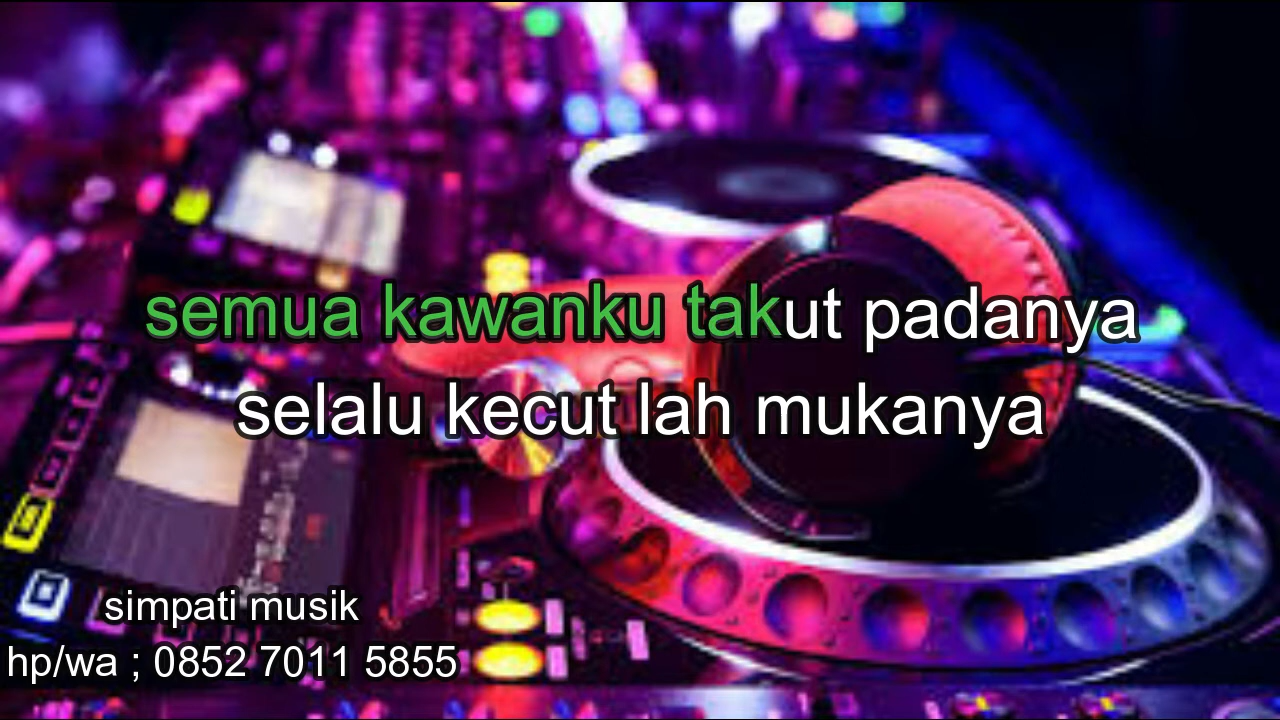 semua kawanku takut padanya
selalu kecut lah mukanya
simpati musik
hp/wa ; 0852 7011 5855